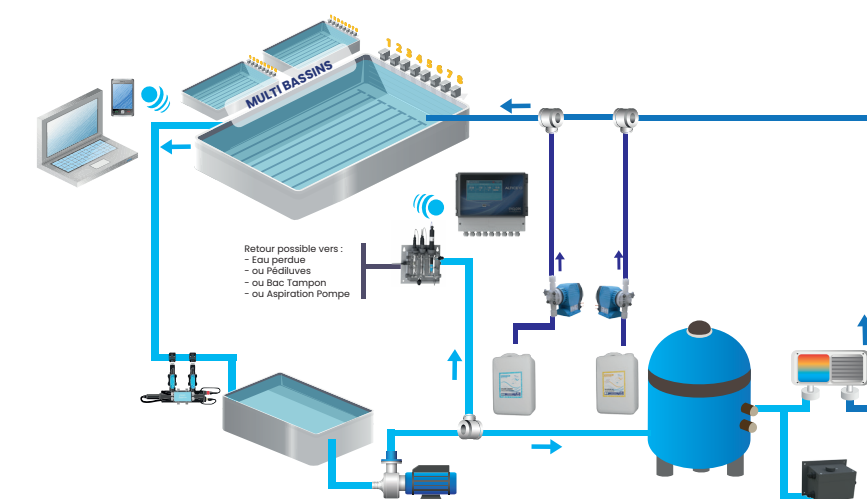 1 2 3 4 5 6 7 8
MULTI BASSINS
Retour possible vers :
- Eau perdue
- ou Pédiluves
- ou Bac Tampon
- ou Aspiration Pompe